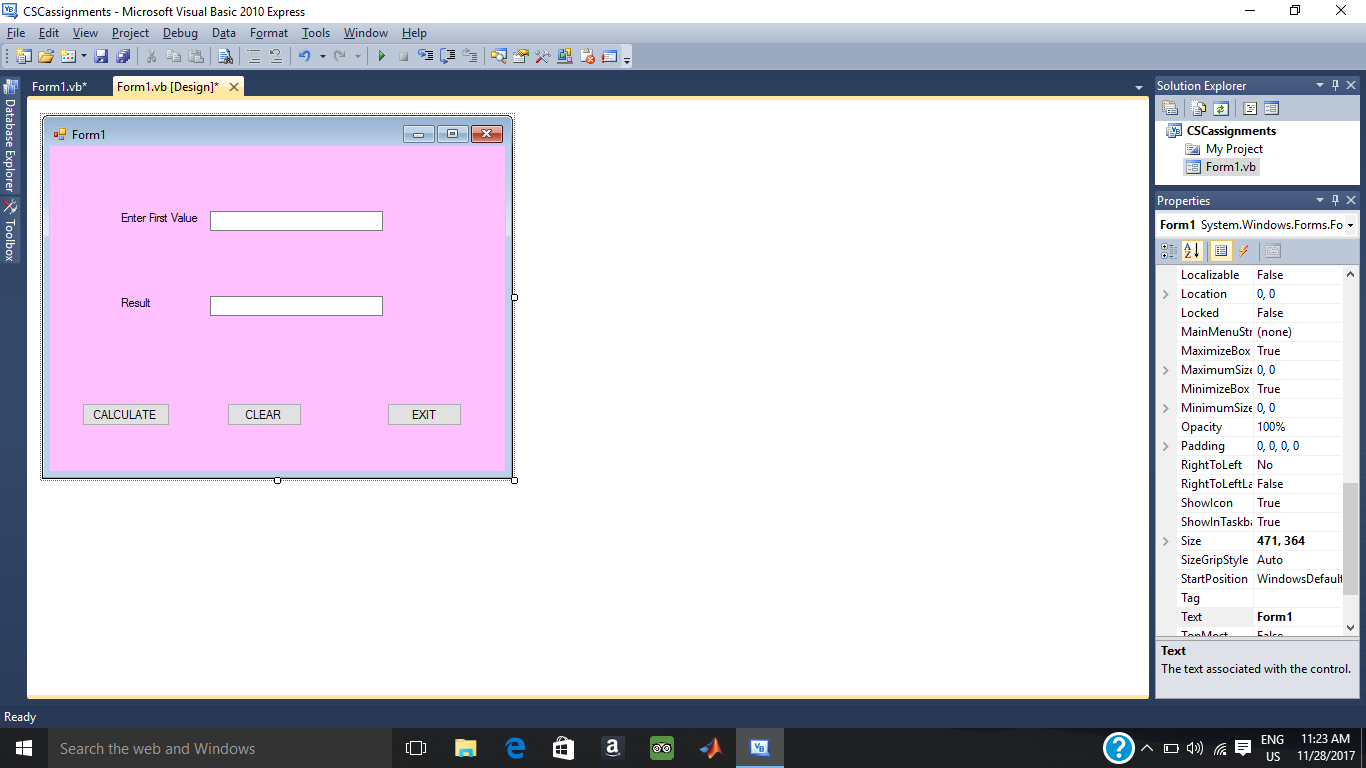 CSCassignments - Microsoft Visual Basic 2010 Express
File Edit View Project Debug Data Format Tools Window Help
Form1.vb* Form1.vb [Design]*
Database Explorer
Toolbox
Form1
Enter First Value
Result
CALCULATE CLEAR EXIT
Solution Explorer
CSCassignments
My Project
Form1.vb
Properties
Form1 System.Windows.Forms.Fo
Localizable False
Location 0, 0
Locked False
MainMenuStr (none)
MaximizeBox True
MaximumSize 0, 0
MinimizeBox True
MinimumSize 0, 0
Opacity 100%
Padding 0, 0, 0, 0
RightToLeft No
RightToLeftLa False
ShowIcon True
ShowInTaskba True
Size 471, 364
SizeGripStyle Auto
StartPosition WindowsDefault
Tag
Text Form1
TopMost False
Text
The text associated with the control.
Ready
Search the web and Windows
ENG
US
11:23 AM
11/28/2017